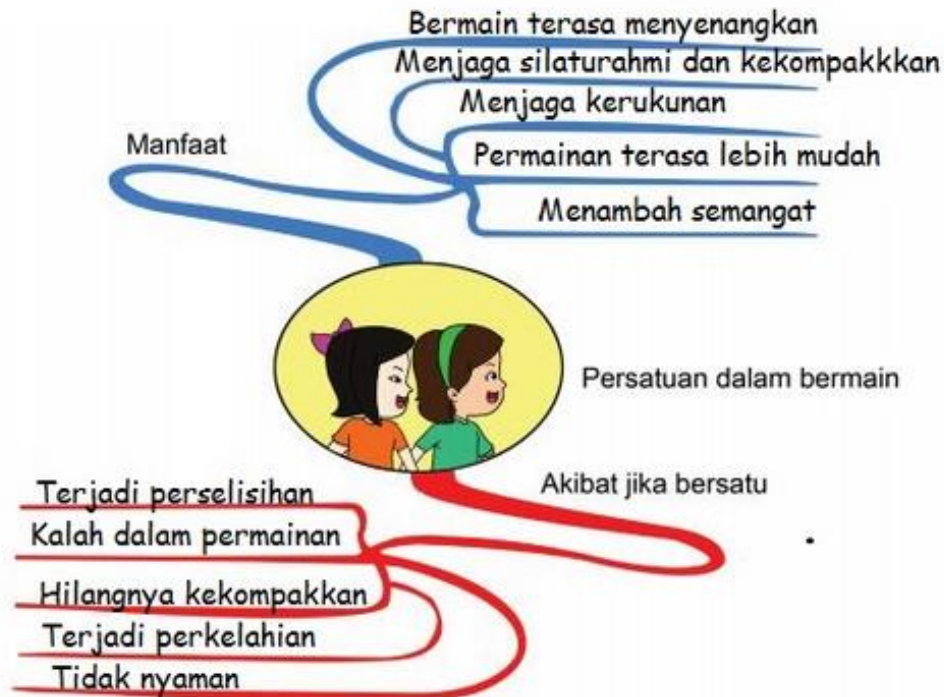 Bermain terasa menyenangkan
Menjaga silaturahmi dan kekompakkkan
Menjaga kerukunan
Manfaat
Permainan terasa lebih mudah
Menambah semangat
Persatuan dalam bermain
Akibat jika bersatu
Terjadi perselisihan
Kalah dalam permainan
Hilangnya kekompakkan
Terjadi perkelahian
Tidak nyaman